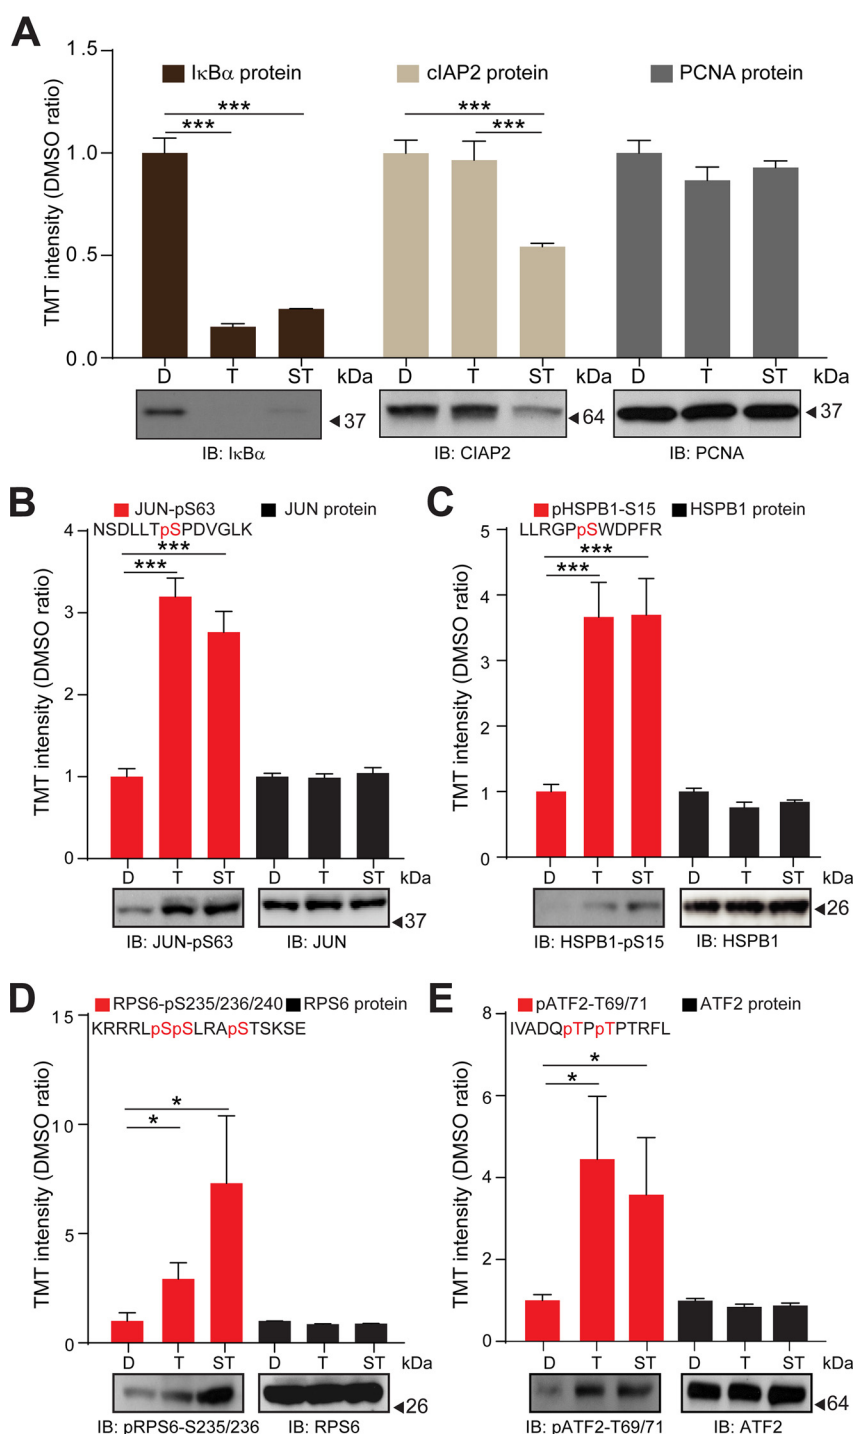 A
1.5
1.0
0.5
0.0
TMT intensity (DMSO ratio)
IκBα protein
cIAP2 protein
PCNA protein
***
***
***
***
D T ST kDa D T ST kDa D T ST kDa
◄37
◄64
◄37
IB: IκBα
IB: CIAP2
IB: PCNA
B
JUN-pS63
JUN protein
NSDLLTpSPDVGLK
***
***
4
3
2
1
0
TMT intensity (DMSO ratio)
D T ST D T ST kDa
◄37
IB: JUN-pS63
IB: JUN
C
pHSPB1-S15
HSPB1 protein
LLRGPpSWDPFR
***
***
5
4
3
2
1
0
TMT intensity (DMSO ratio)
D T ST D T ST kDa
◄26
IB: HSPB1-pS15
IB: HSPB1
D
RPS6-pS235/236/240
RPS6 protein
KRRRLpSpSLRApSTSKSE
*
*
15
10
5
0
TMT intensity (DMSO ratio)
D T ST D T ST kDa
◄26
IB: pRPS6-S235/236
IB: RPS6
E
pATF2-T69/71
ATF2 protein
IVADQpTPpTPTRFL
*
*
8
6
4
2
0
TMT intensity (DMSO ratio)
D T ST D T ST kDa
◄64
IB: pATF2-T69/71
IB: ATF2